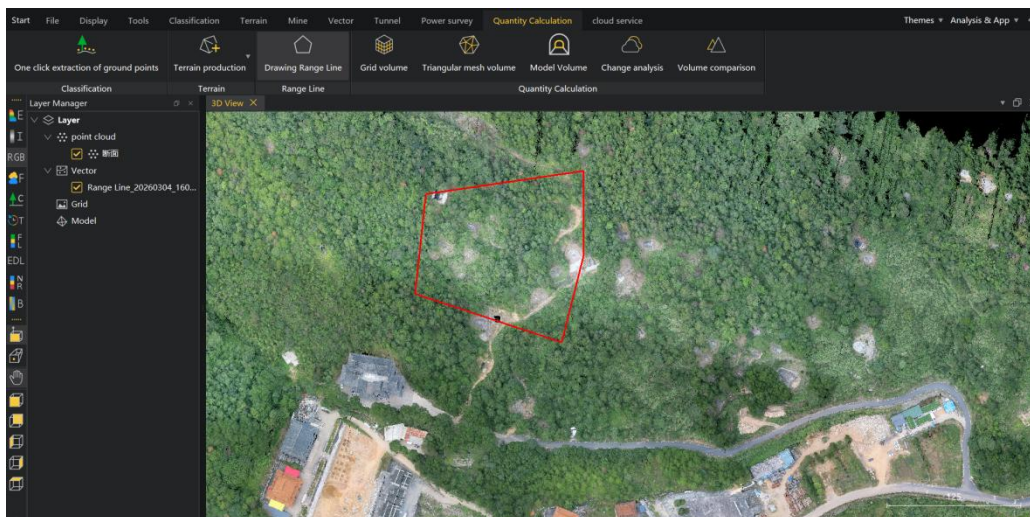 Start File Display Tools Classification Terrain Mine Vector Tunnel Power survey Quantity Calculation cloud service Themes Analysis & App
One click extraction of ground points Terrain production Drawing Range Line Grid volume Triangular mesh volume Model Volume Change analysis Volume comparison
Classification Terrain Range Line Quantity Calculation
Layer Manager 3D View
E
I
RGB
F
C
T
F L
EDL
N R
B
Layer
point cloud
断面
Vector
Range Line_20260304_160...
Grid
Model
125